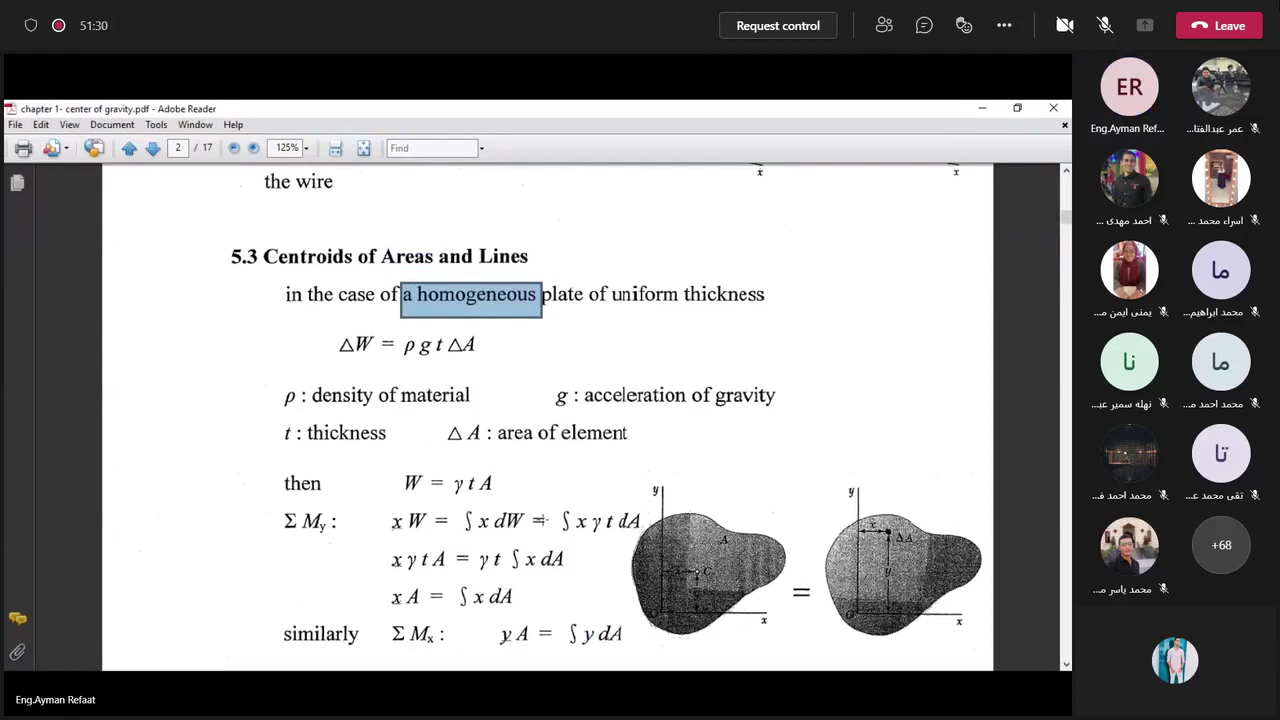 51:30
Request control
Leave
chapter 1- center of gravity.pdf - Adobe Reader
File Edit View Document Tools Window Help
2 / 17 125% Find
the wire
x x
5.3 Centroids of Areas and Lines
in the case of a homogeneous plate of uniform thickness
△W = ρ g t △A
ρ : density of material g : acceleration of gravity
t : thickness △ A : area of element
then W = γ t A
Σ My : x W = ∫ x dW = ∫ x γ t dA
x γ t A = γ t ∫ x dA
x A = ∫ x dA
similarly Σ Mx : y A = ∫ y dA
y A C x
=
y x ΔA y x
ER
Eng.Ayman Ref...
عمر عبدالفتا...
احمد مهدى ...
اسراء محمد ...
يمنى ايمن م...
ما
محمد ابراهيم...
نا
نهله سمير عب...
ما
محمد احمد م...
محمد احمد ف...
تا
تقى محمد ع...
محمد ياسر م...
+68
Eng.Ayman Refaat